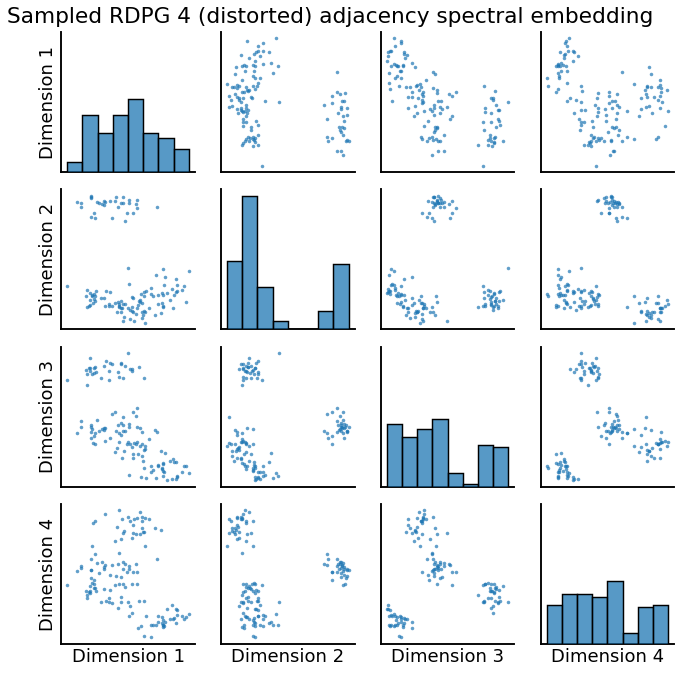 Sampled RDPG 4 (distorted) adjacency spectral embedding
Dimension 1
Dimension 2
Dimension 3
Dimension 4
Dimension 1 Dimension 2 Dimension 3 Dimension 4